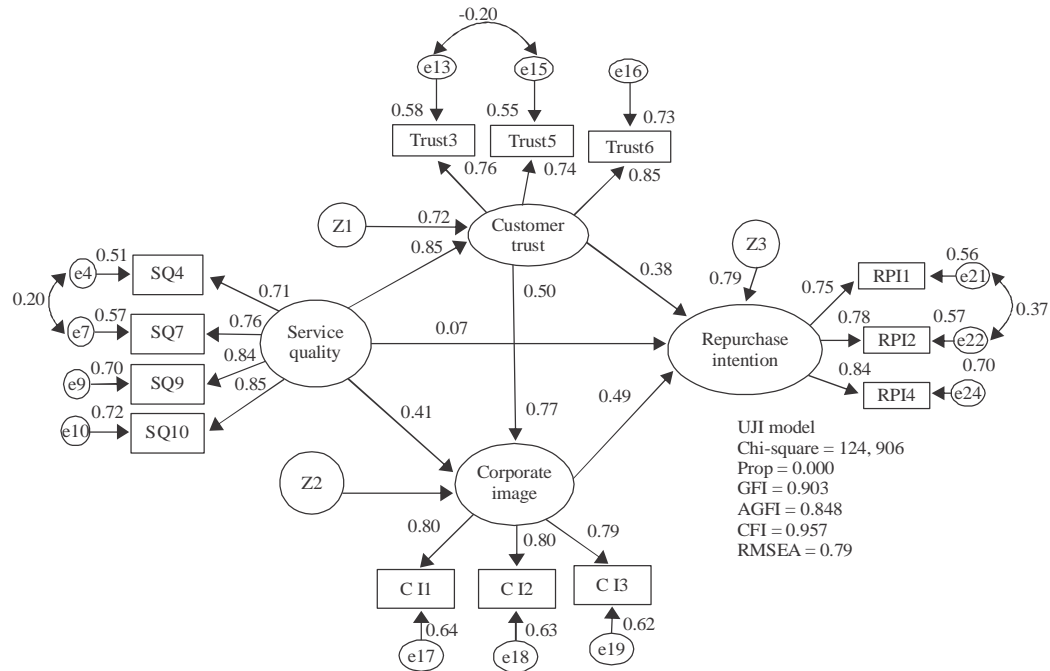 -0.20
e13
e15
e16
0.58
0.55
0.73
Trust3
Trust5
Trust6
0.76
0.74
0.85
Z1
0.72
Customer
trust
Z3
0.85
0.79
0.38
0.50
e4
0.51
SQ4
0.71
0.20
e7
0.57
SQ7
0.76
e9
0.70
SQ9
0.84
e10
0.72
SQ10
0.85
Service
quality
0.07
Repurchase
intention
0.75
RPI1
0.56
e21
0.37
0.78
RPI2
0.57
e22
0.84
RPI4
0.70
e24
0.41
0.77
0.49
Z2
Corporate
image
UJI model
Chi-square = 124, 906
Prop = 0.000
GFI = 0.903
AGFI = 0.848
CFI = 0.957
RMSEA = 0.79
0.80
0.80
0.79
C I1
C I2
C I3
0.64
0.63
0.62
e17
e18
e19